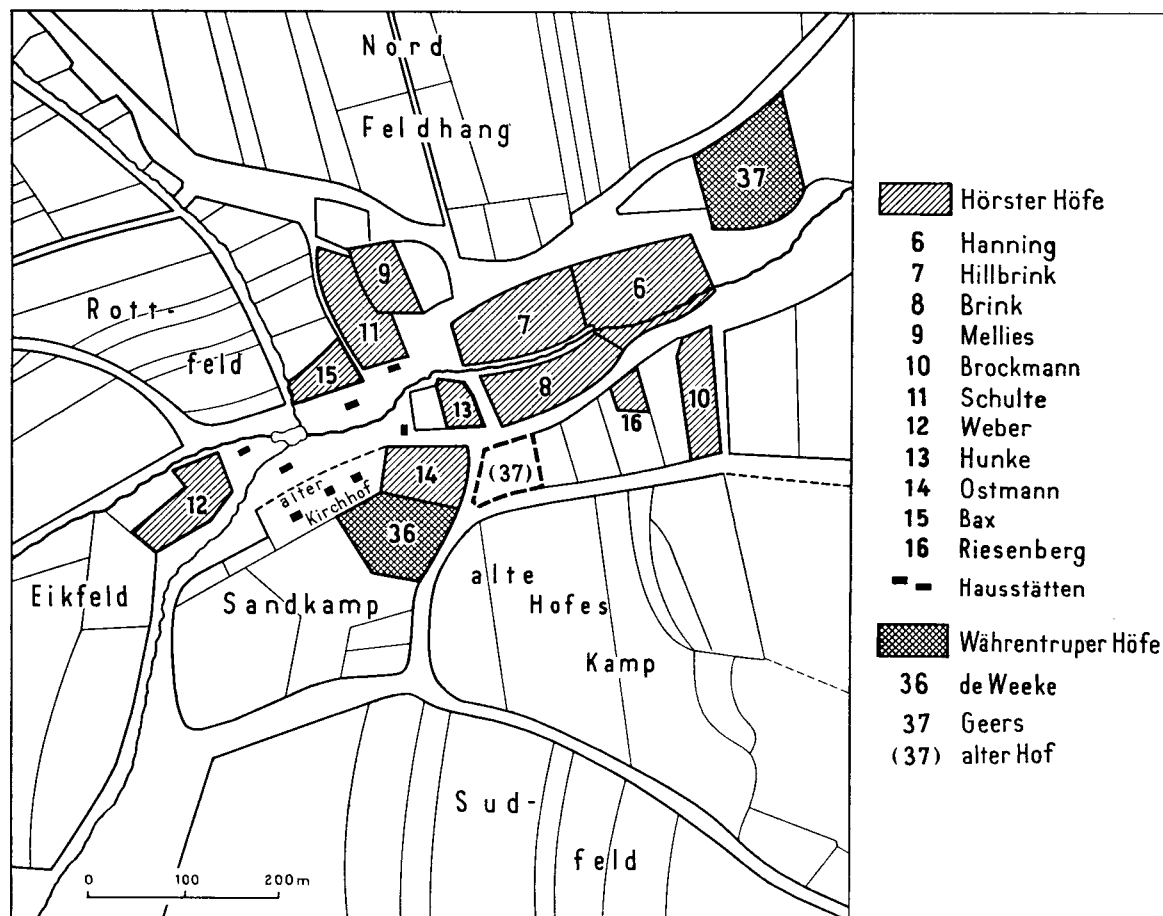 Nord
Feldhang
37
9
6
Rott-
11
7
feld
15
8
13
10
16
14
(37)
alter
Kirchhof
12
36
alte
Hofes
Eikfeld
Sandkamp
Kamp
Sud-
feld
0 100 200m
Hörster Höfe
6 Hanning
7 Hillbrink
8 Brink
9 Mellies
10 Brockmann
11 Schulte
12 Weber
13 Hunke
14 Ostmann
15 Bax
16 Riesenberg
Hausstätten
Währentruper Höfe
36 de Weeke
37 Geers
(37) alter Hof